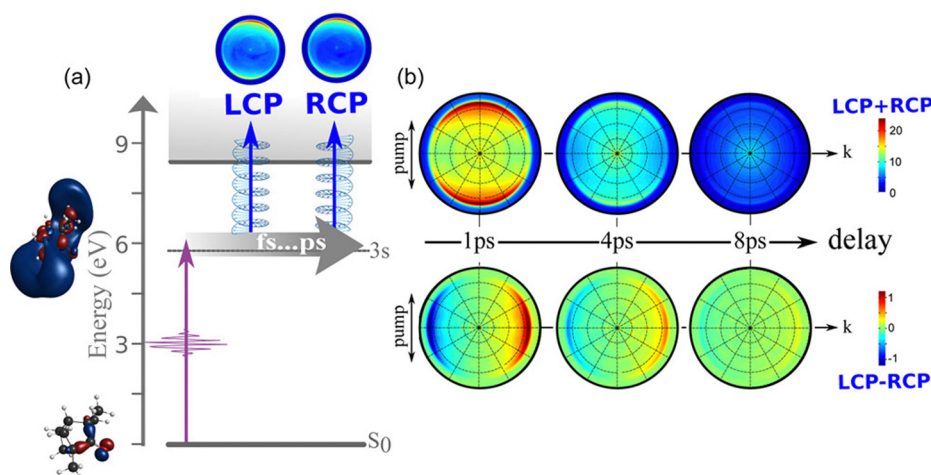 (a)
LCP RCP
9
6
3
Energy (eV)
fs...ps
3s
S0
(b)
LCP+RCP
pump
k
20
10
0
1ps 4ps 8ps delay
pump
k
1
0
-1
LCP-RCP